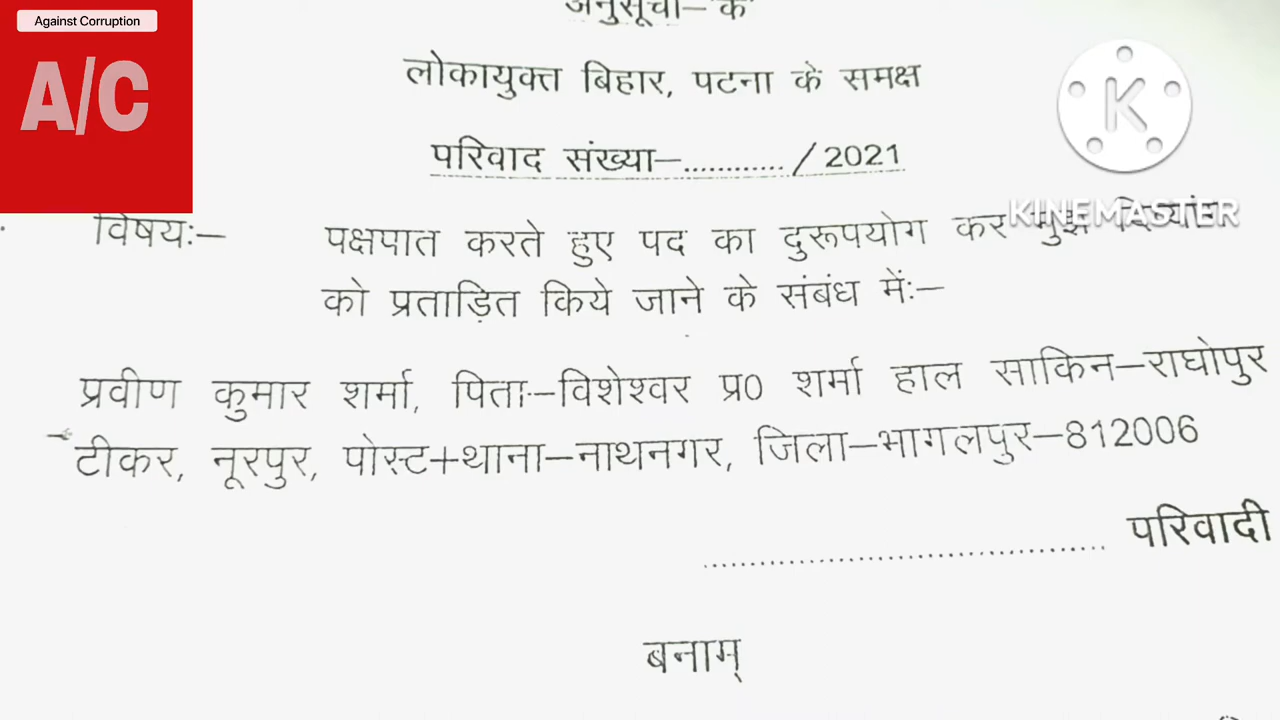 Against Corruption
A/C
अनुसूची– क
लोकायुक्त बिहार, पटना के समक्ष
परिवाद संख्या–............/2021
KINEMASTER
विषयः– पक्षपात करते हुए पद का दुरूपयोग कर मुझ
को प्रताड़ित किये जाने के संबंध में:–
प्रवीण कुमार शर्मा, पिताः–विशेश्वर प्र0 शर्मा हाल साकिन–राघोपुर
टीकर, नूरपुर, पोस्ट+थाना–नाथनगर, जिला–भागलपुर–812006
परिवादी
बनाम्